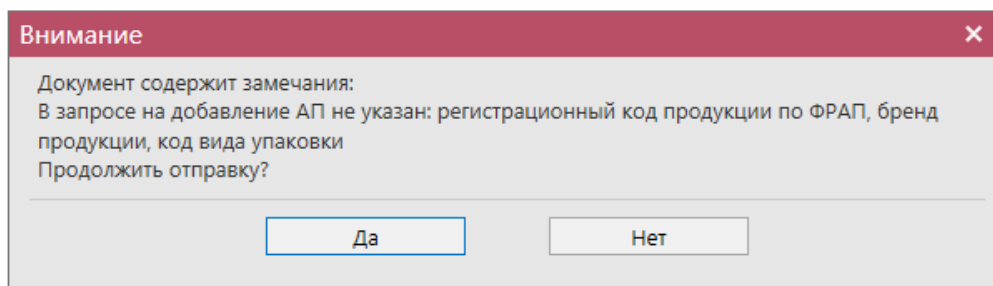 Внимание
Документ содержит замечания:
В запросе на добавление АП не указан: регистрационный код продукции по ФРАП, бренд
продукции, код вида упаковки
Продолжить отправку?
Да
Нет